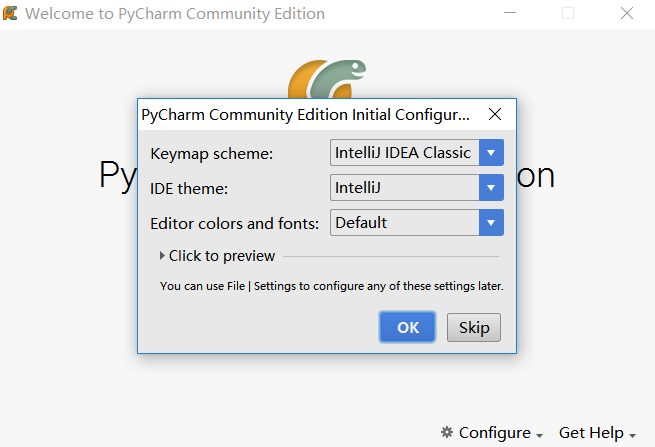 Welcome to PyCharm Community Edition
PyCharm Community Edition Initial Configur...
Keymap scheme: IntelliJ IDEA Classic
Py on
IDE theme: IntelliJ
Editor colors and fonts: Default
Click to preview
You can use File | Settings to configure any of these settings later.
OK Skip
Configure Get Help